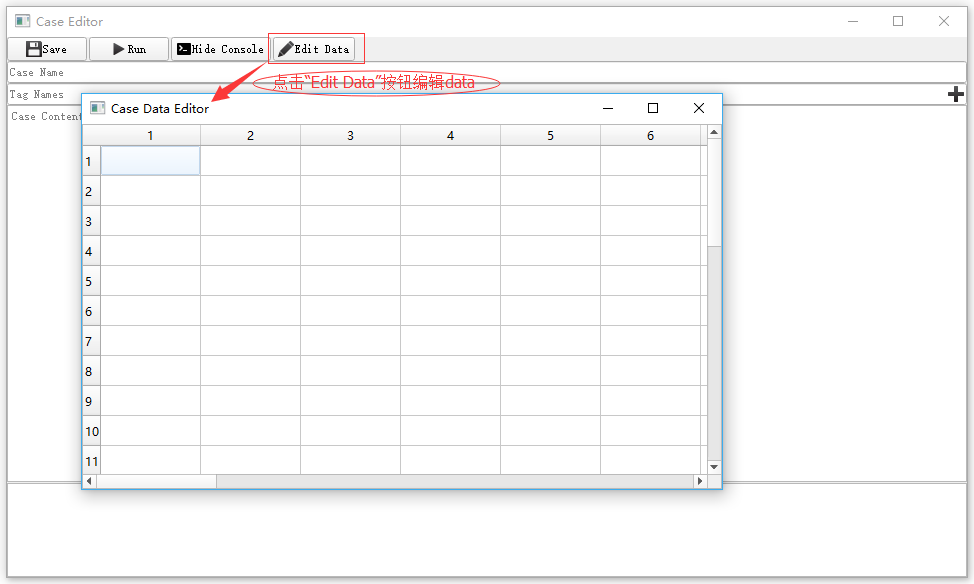 Case Editor
Save Run Hide Console Edit Data
Case Name
点击“Edit Data”按钮编辑data
Tag Names
Case Content
Case Data Editor
1 2 3 4 5 6
1
2
3
4
5
6
7
8
9
10
11